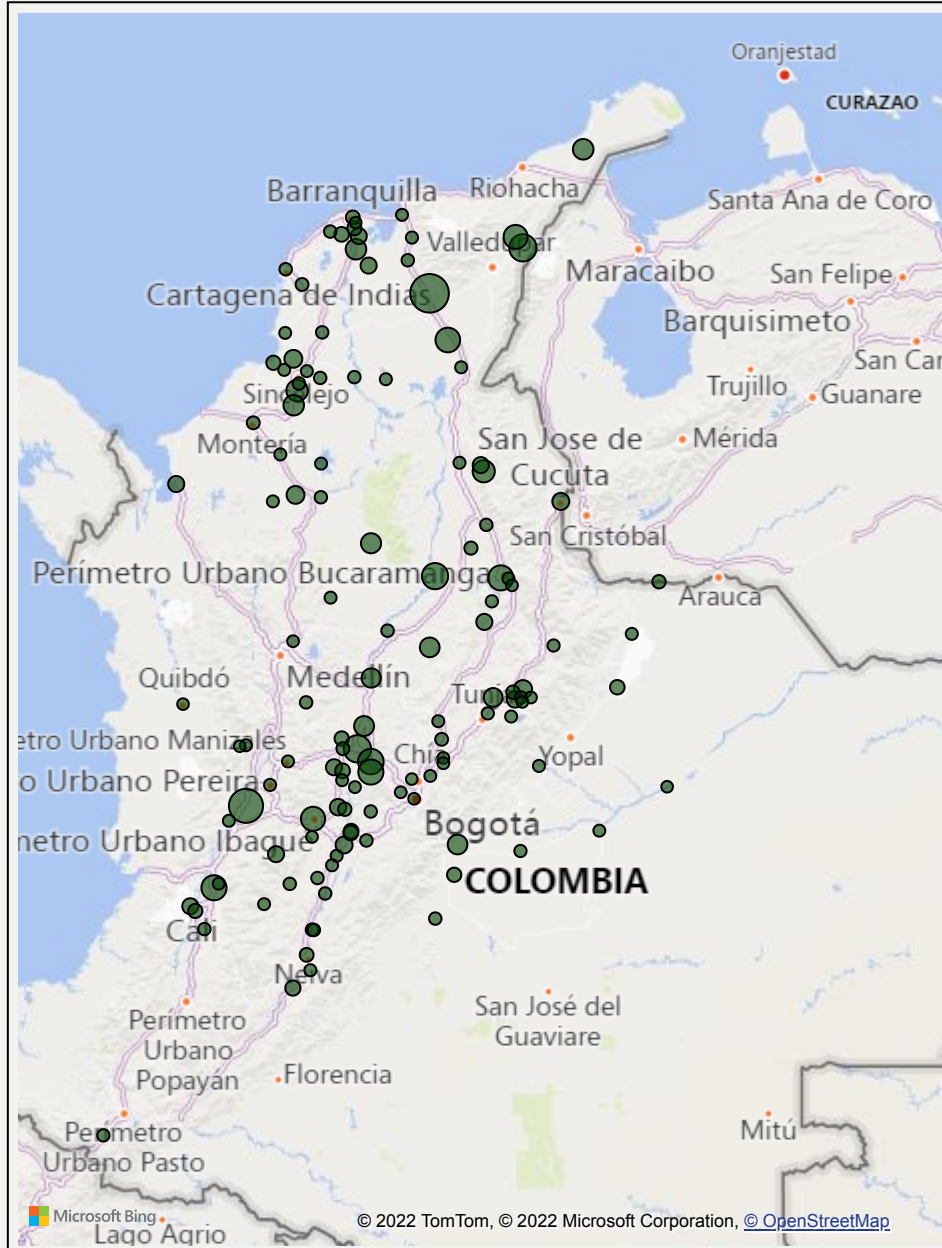 Oranjestad
CURAZAO
Barranquilla
Riohacha
Santa Ana de Coro
Valledupar
Maracaibo
San Felipe
Cartagena de Indias
Barquisimeto
San Car
Trujillo
Guanare
Sincelejo
Montería
San Jose de
Cucuta
Mérida
San Cristóbal
Perímetro Urbano Bucaramanga
Arauca
Quibdó
Medellín
Tunja
etro Urbano Manizales
Chía
Yopal
o Urbano Pereira
Bogotá
metro Urbano Ibague
COLOMBIA
Cali
Neiva
San José del
Guaviare
Perímetro
Urbano
Popayán
Florencia
Perímetro
Urbano Pasto
Mitú
Microsoft Bing
Lago Agrio
© 2022 TomTom, © 2022 Microsoft Corporation, © OpenStreetMap